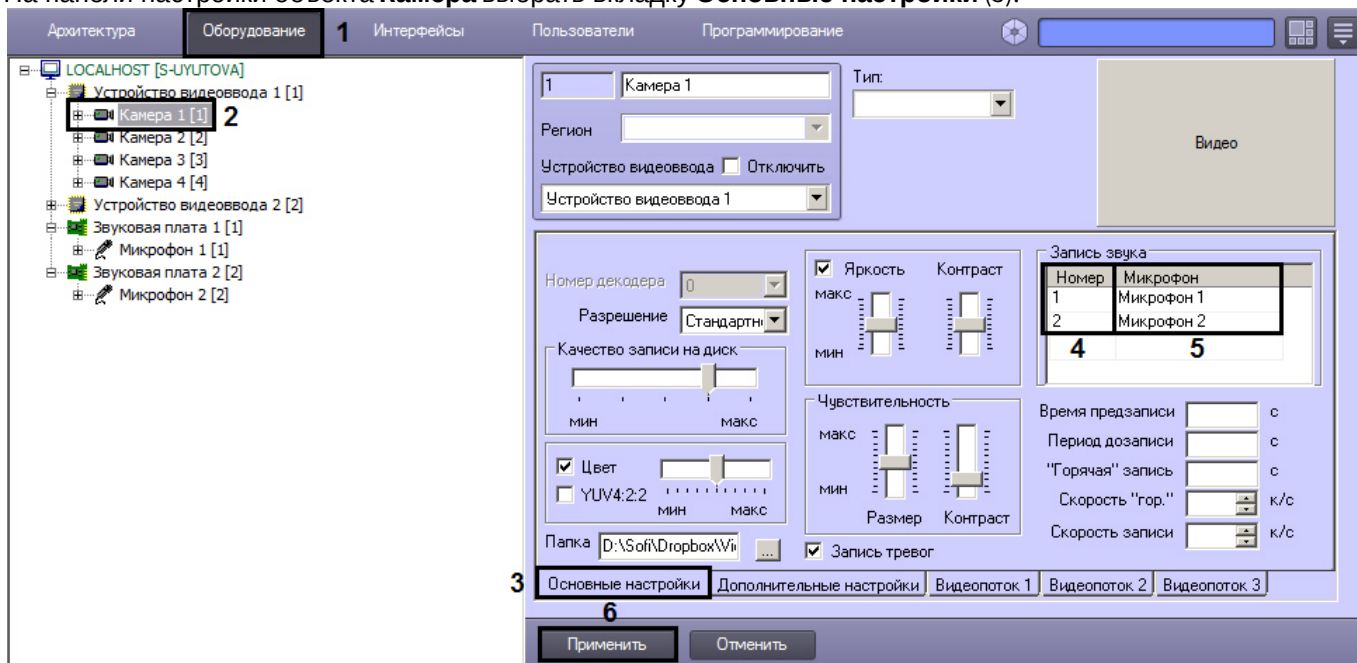 На панели настройки объекта Камера выбрать вкладку Основные настройки (3).
Архитектура Оборудование 1 Интерфейсы Пользователи Программирование
LOCALHOST [S-UYUTOVA]
Устройство видеоввода 1 [1]
Камера 1 [1] 2
Камера 2 [2]
Камера 3 [3]
Камера 4 [4]
Устройство видеоввода 2 [2]
Звуковая плата 1 [1]
Микрофон 1 [1]
Звуковая плата 2 [2]
Микрофон 2 [2]
1 Камера 1
Тип:
Регион
Устройство видеоввода Отключить
Устройство видеоввода 1
Видео
Номер декодера 0
Разрешение Стандартн
Качество записи на диск
мин макс
Цвет
YUV4:2:2
мин макс
Папка D:\Sofi\Dropbox\Vi ...
Яркость Контраст
макс
мин
Чувствительность
макс
мин
Размер Контраст
Запись тревог
Запись звука
Номер Микрофон
1 Микрофон 1
2 Микрофон 2
4 5
Время предзаписи с
Период дозаписи с
"Горячая" запись с
Скорость "гор." к/с
Скорость записи к/с
3 Основные настройки Дополнительные настройки Видеопоток 1 Видеопоток 2 Видеопоток 3
6
Применить Отменить